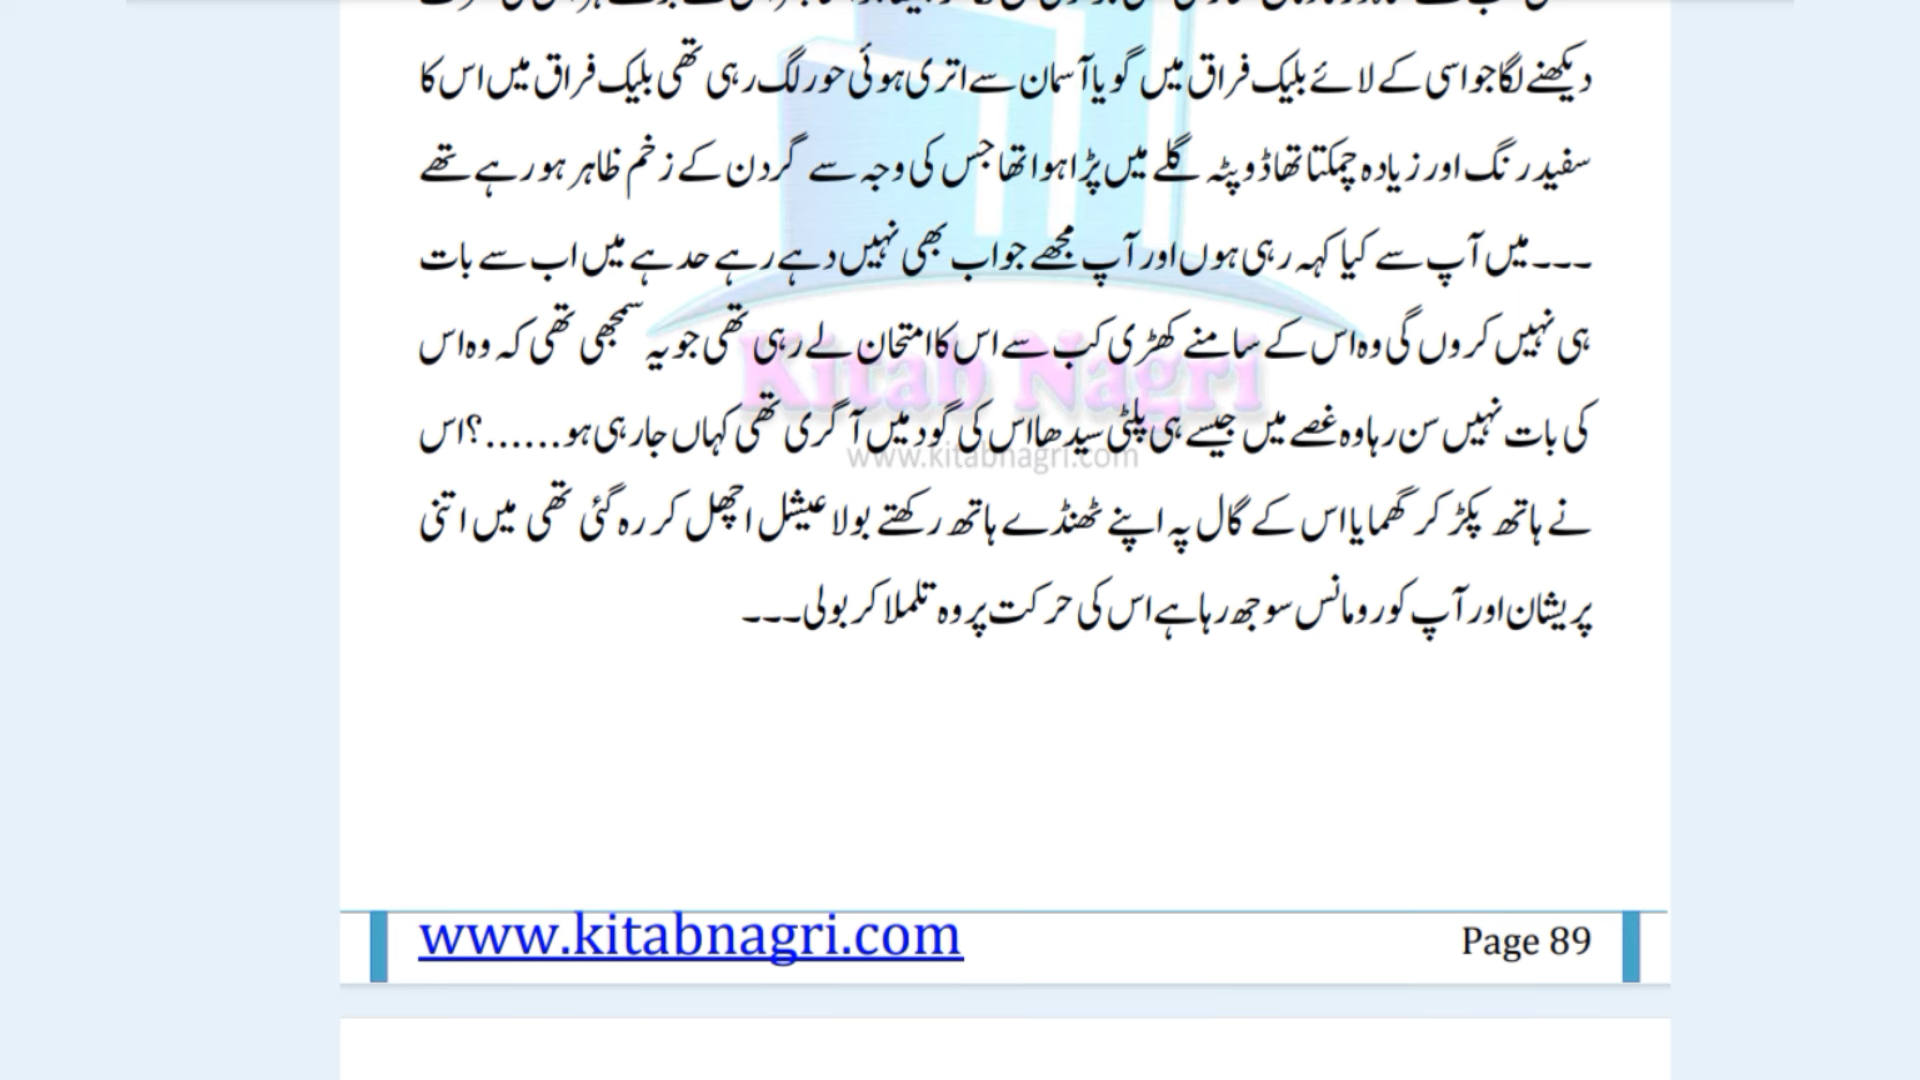 دیکھنے لگا جو اسی کے لائے بلیک فراق میں گویا آسمان سے اتری ہوئی حور لگ رہی تھی بلیک فراق میں اس کا
سفید رنگ اور زیادہ چمکتا تھا ڈوپٹہ گلے میں پڑا ہوا تھا جس کی وجہ سے گردن کے زخم ظاہر ہو رہے تھے
۔۔۔ میں آپ سے کیا کہہ رہی ہوں اور آپ مجھے جواب بھی نہیں دہے رہے حد ہے میں اب سے بات
ہی نہیں کروں گی وہ اس کے سامنے کھڑی کب سے اس کا امتحان لے رہی تھی جو یہ سمجھی تھی کہ وہ اس
کی بات نہیں سن رہا وہ غصے میں جیسے ہی پلٹی سیدھا اس کی گود میں آ گری تھی کہاں جا رہی ہو......؟ اس
نے ہاتھ پکڑ کر گھمایا اس کے گال پہ اپنے ٹھنڈے ہاتھ رکھتے بولا عیشل اچھل کر رہ گئی تھی میں اتنی
پریشان اور آپ کو رومانس سوجھ رہا ہے اس کی حرکت پر وہ تلملا کر بولی ۔۔۔
Kitab Nagri
www.kitabnagri.com
www.kitabnagri.com Page 89